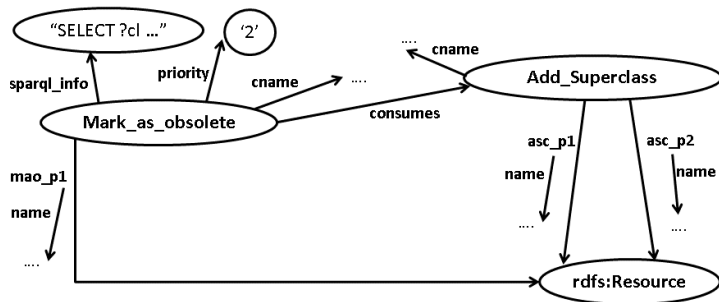 “SELECT ?cl ...”
‘2’
....
cname
sparql_info
priority
cname
....
Add_Superclass
Mark_as_obsolete
consumes
mao_p1
name
....
asc_p1
asc_p2
name
name
....
....
rdfs:Resource